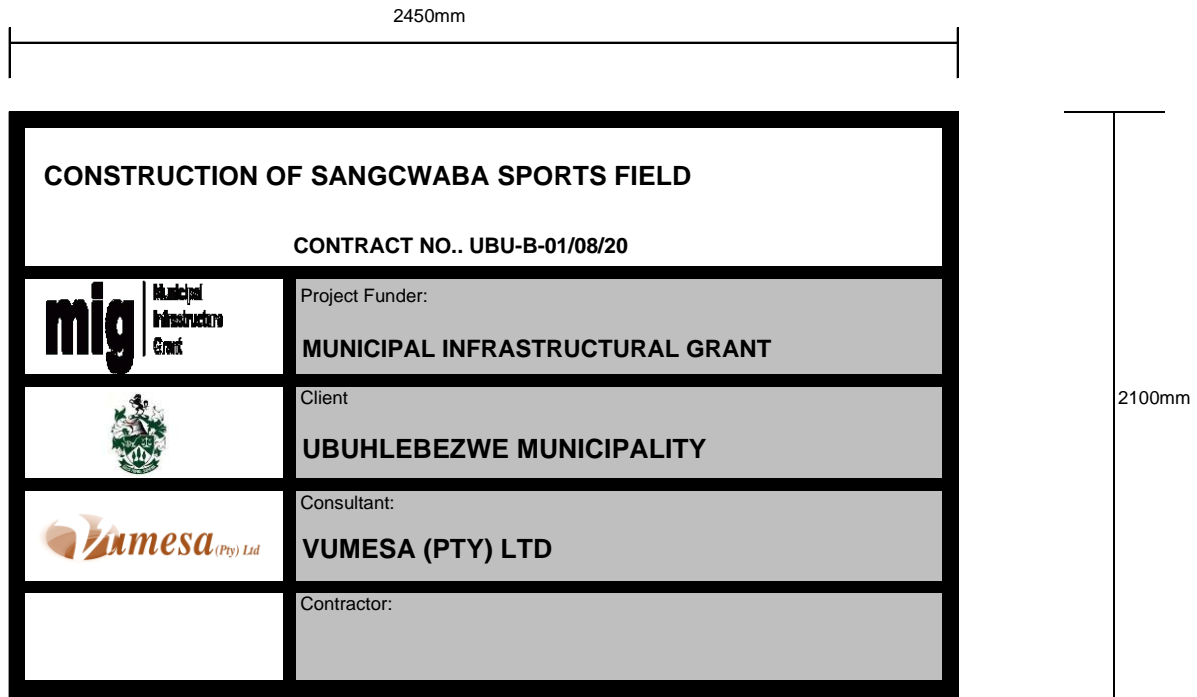 2450mm
CONSTRUCTION OF SANGCWABA SPORTS FIELD
CONTRACT NO.. UBU-B-01/08/20
mig
Municipal
Infrastructure
Grant
Project Funder:
MUNICIPAL INFRASTRUCTURAL GRANT
Client
UBUHLEBEZWE MUNICIPALITY
2100mm
Vumesa (Pty) Ltd
Consultant:
VUMESA (PTY) LTD
Contractor: